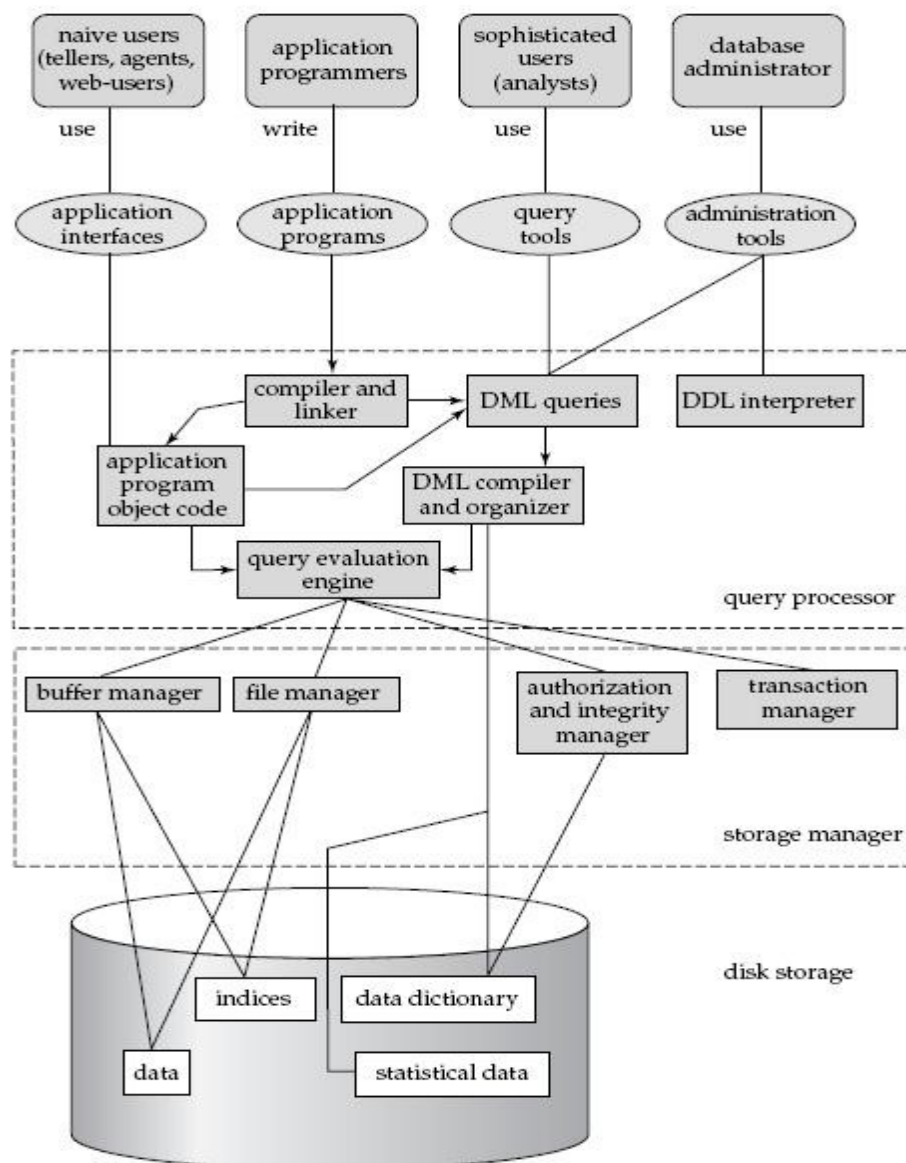 naive users
(tellers, agents,
web-users)
application
programmers
sophisticated
users
(analysts)
database
administrator
use
write
use
use
application
interfaces
application
programs
query
tools
administration
tools
compiler and
linker
DML queries
DDL interpreter
application
program
object code
DML compiler
and organizer
query evaluation
engine
query processor
buffer manager
file manager
authorization
and integrity
manager
transaction
manager
storage manager
disk storage
indices
data dictionary
data
statistical data